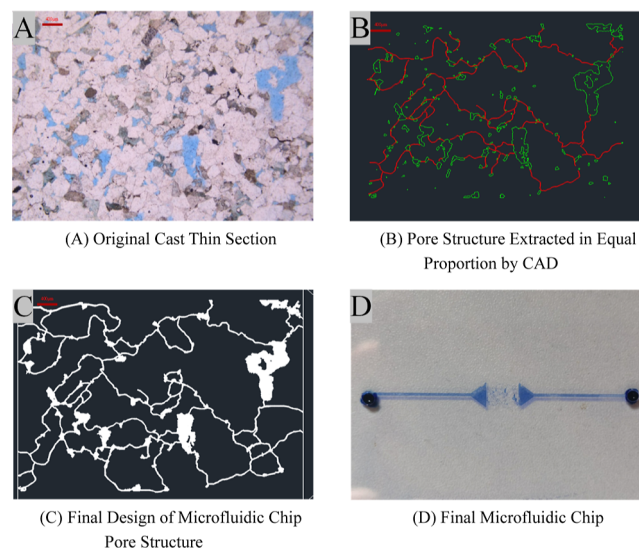 A
B
(A) Original Cast Thin Section
(B) Pore Structure Extracted in Equal
Proportion by CAD
C
D
(C) Final Design of Microfluidic Chip
Pore Structure
(D) Final Microfluidic Chip